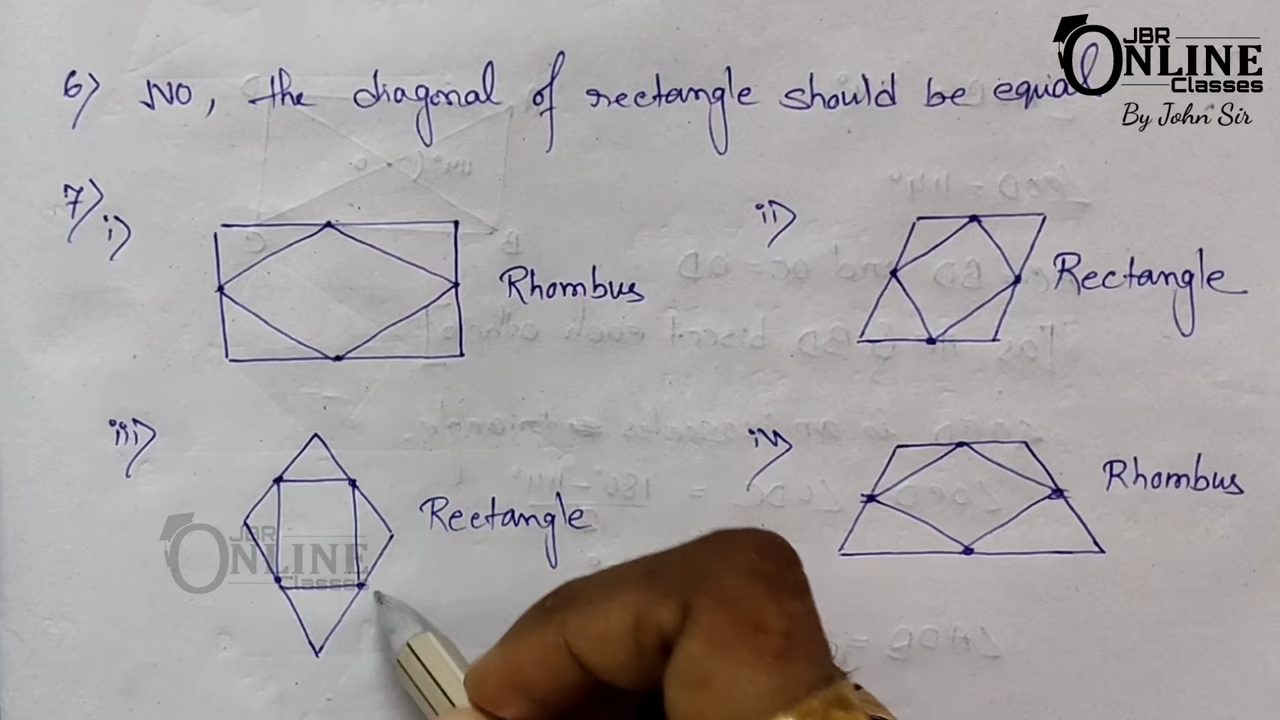 JBR
ONLINE
Classes
By John Sir
6) NO, the diagonal of rectangle should be equal
7) i) Rhombus
ii) Rectangle
iii) Rectangle
iv) Rhombus
JBR
ONLINE
Classes